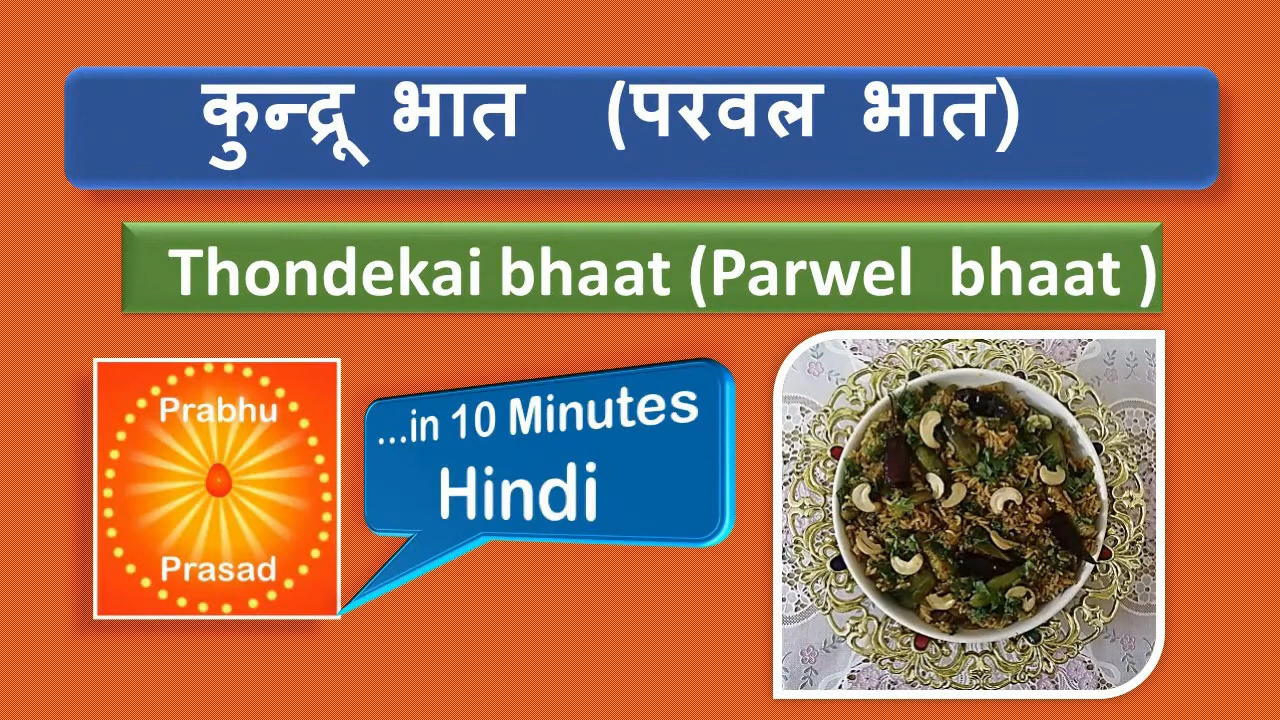 कुन्द्रू भात (परवल भात)
Thondekai bhaat (Parwel bhaat )
Prabhu
Prasad
...in 10 Minutes
Hindi